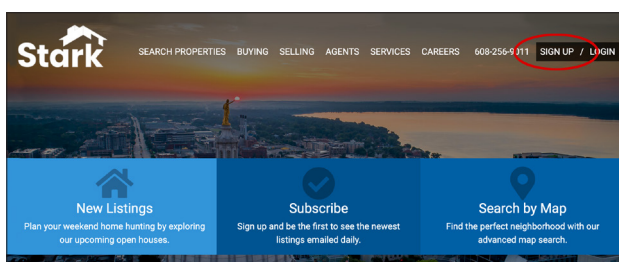 Stark
SEARCH PROPERTIES BUYING SELLING AGENTS SERVICES CAREERS 608-256-9011 SIGN UP / LOGIN
New Listings
Plan your weekend home hunting by exploring
our upcoming open houses.
Subscribe
Sign up and be the first to see the newest
listings emailed daily.
Search by Map
Find the perfect neighborhood with our
advanced map search.